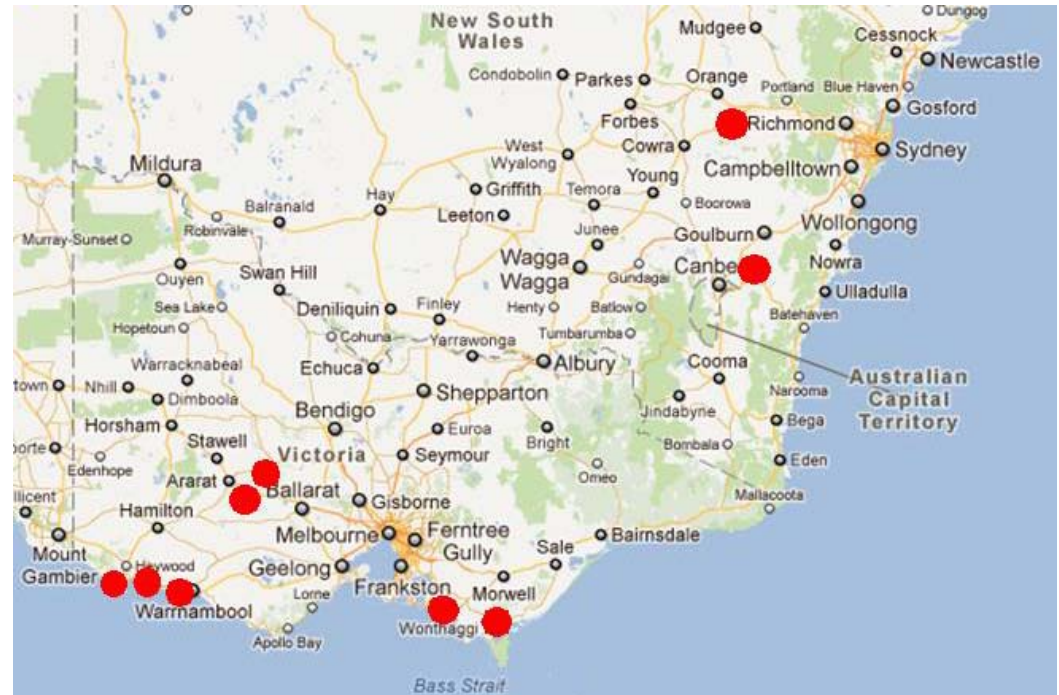 Dungog
New South
Wales
Mudgee
Cessnock
Newcastle
Condobolin
Parkes
Orange
Portland
Blue Haven
Gosford
Forbes
Richmond
West
Wyalong
Cowra
Sydney
Campbelltown
Mildura
Griffith
Temora
Young
Hay
Balranald
Leeton
Boorowa
Wollongong
Robinvale
Junee
Goulburn
Murray-Sunset
Wagga
Wagga
Gundagai
Nowra
Ouyen
Swan Hill
Canbe
Ulladulla
Sea Lake
Deniliquin
Finley
Henty
Batlow
Batehaven
Hopetoun
Cohuna
Yarrawonga
Tumbarumba
Warracknabeal
Echuca
Albury
Cooma
town
Nhill
Dimboola
Shepparton
Narooma
Australian
Capital
Territory
Bendigo
Jindabyne
Horsham
Stawell
Euroa
Bright
Bega
orte
Edenhope
Victoria
Seymour
Bombala
Omeo
Eden
Ararat
Ballarat
Gisborne
Mallacoota
llicent
Hamilton
Melbourne
Ferntree
Gully
Sale
Bairnsdale
Mount
Gambier
Heywood
Geelong
Frankston
Morwell
Warrnambool
Lorne
Wonthaggi
Apollo Bay
Bass Strait